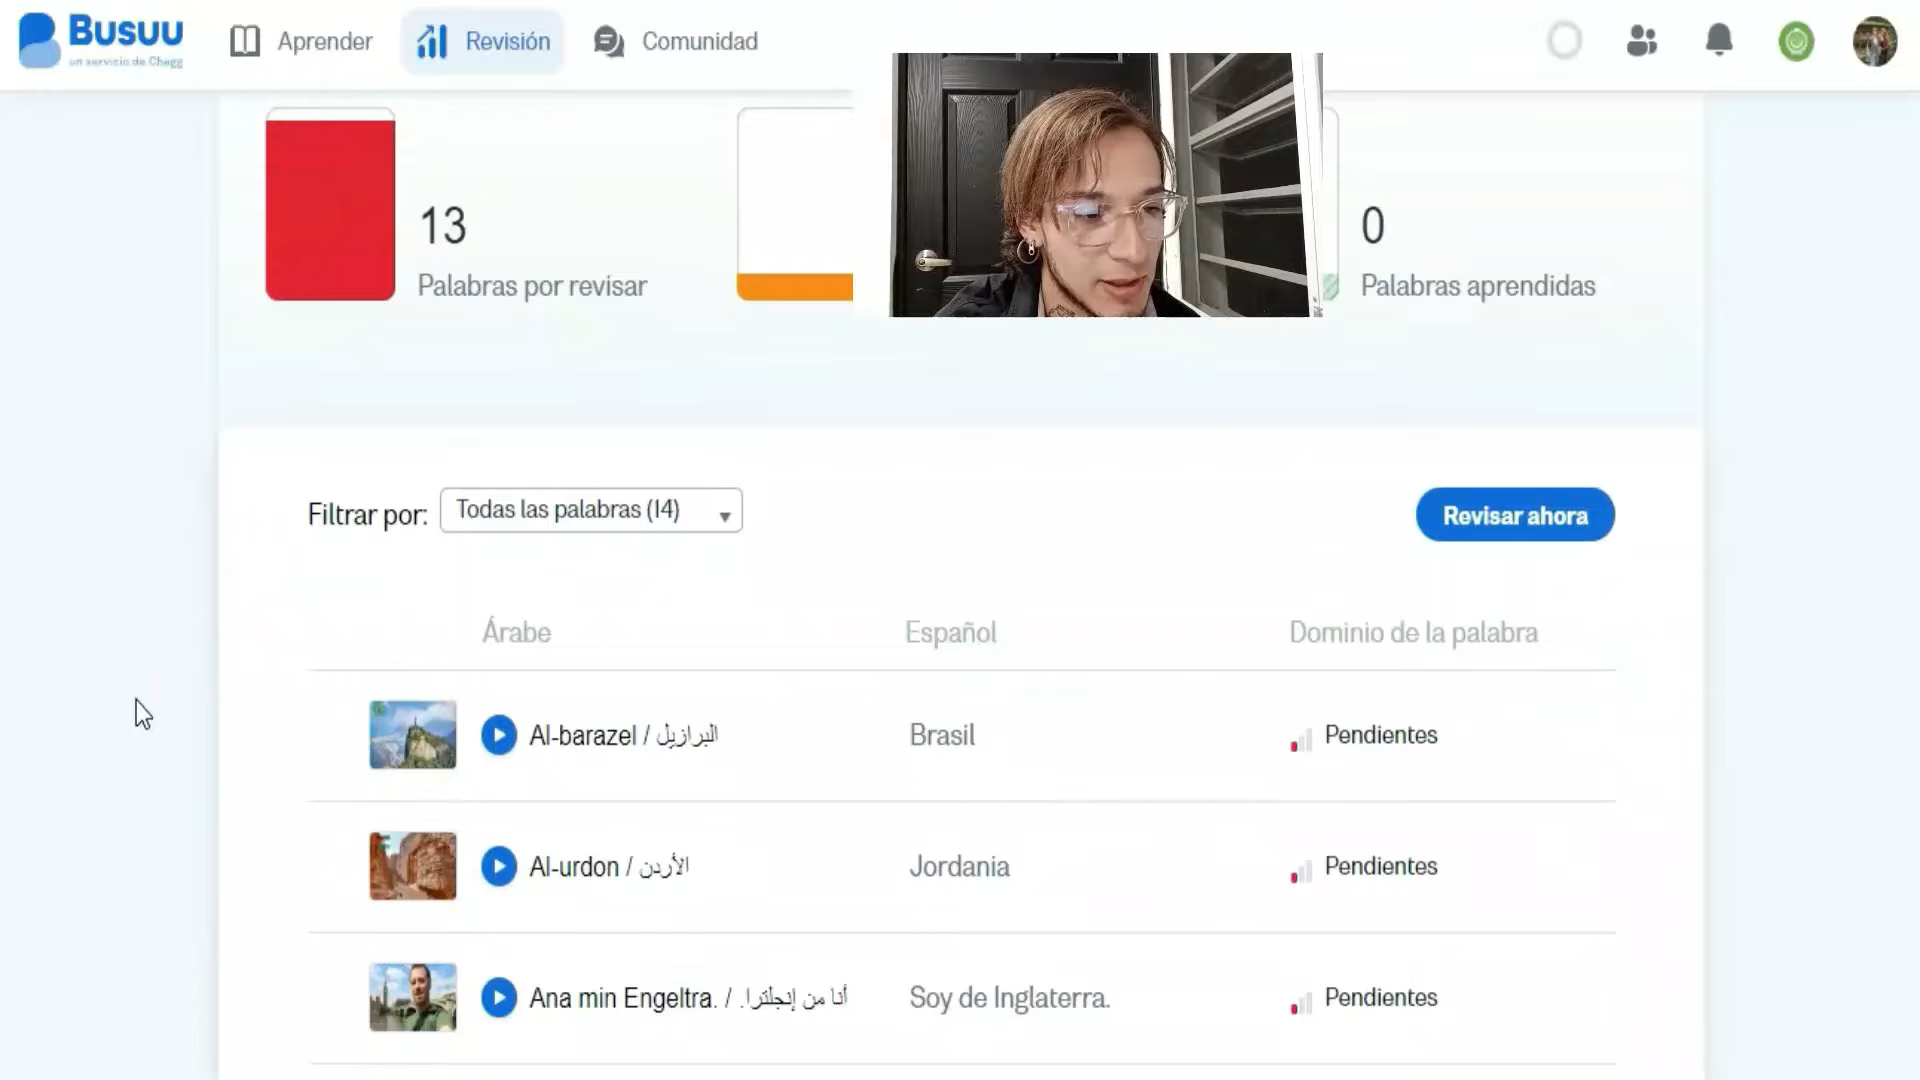 Busuu
un servicio de Chegg
Aprender
Revisión
Comunidad
13
Palabras por revisar
0
Palabras aprendidas
Filtrar por:
Todas las palabras (14)
Revisar ahora
Árabe
Español
Dominio de la palabra
Al-barazel / البرازيل
Brasil
Pendientes
Al-urdon / الأردن
Jordania
Pendientes
Ana min Engeltra. / أنا من إنجلترا.
Soy de Inglaterra.
Pendientes